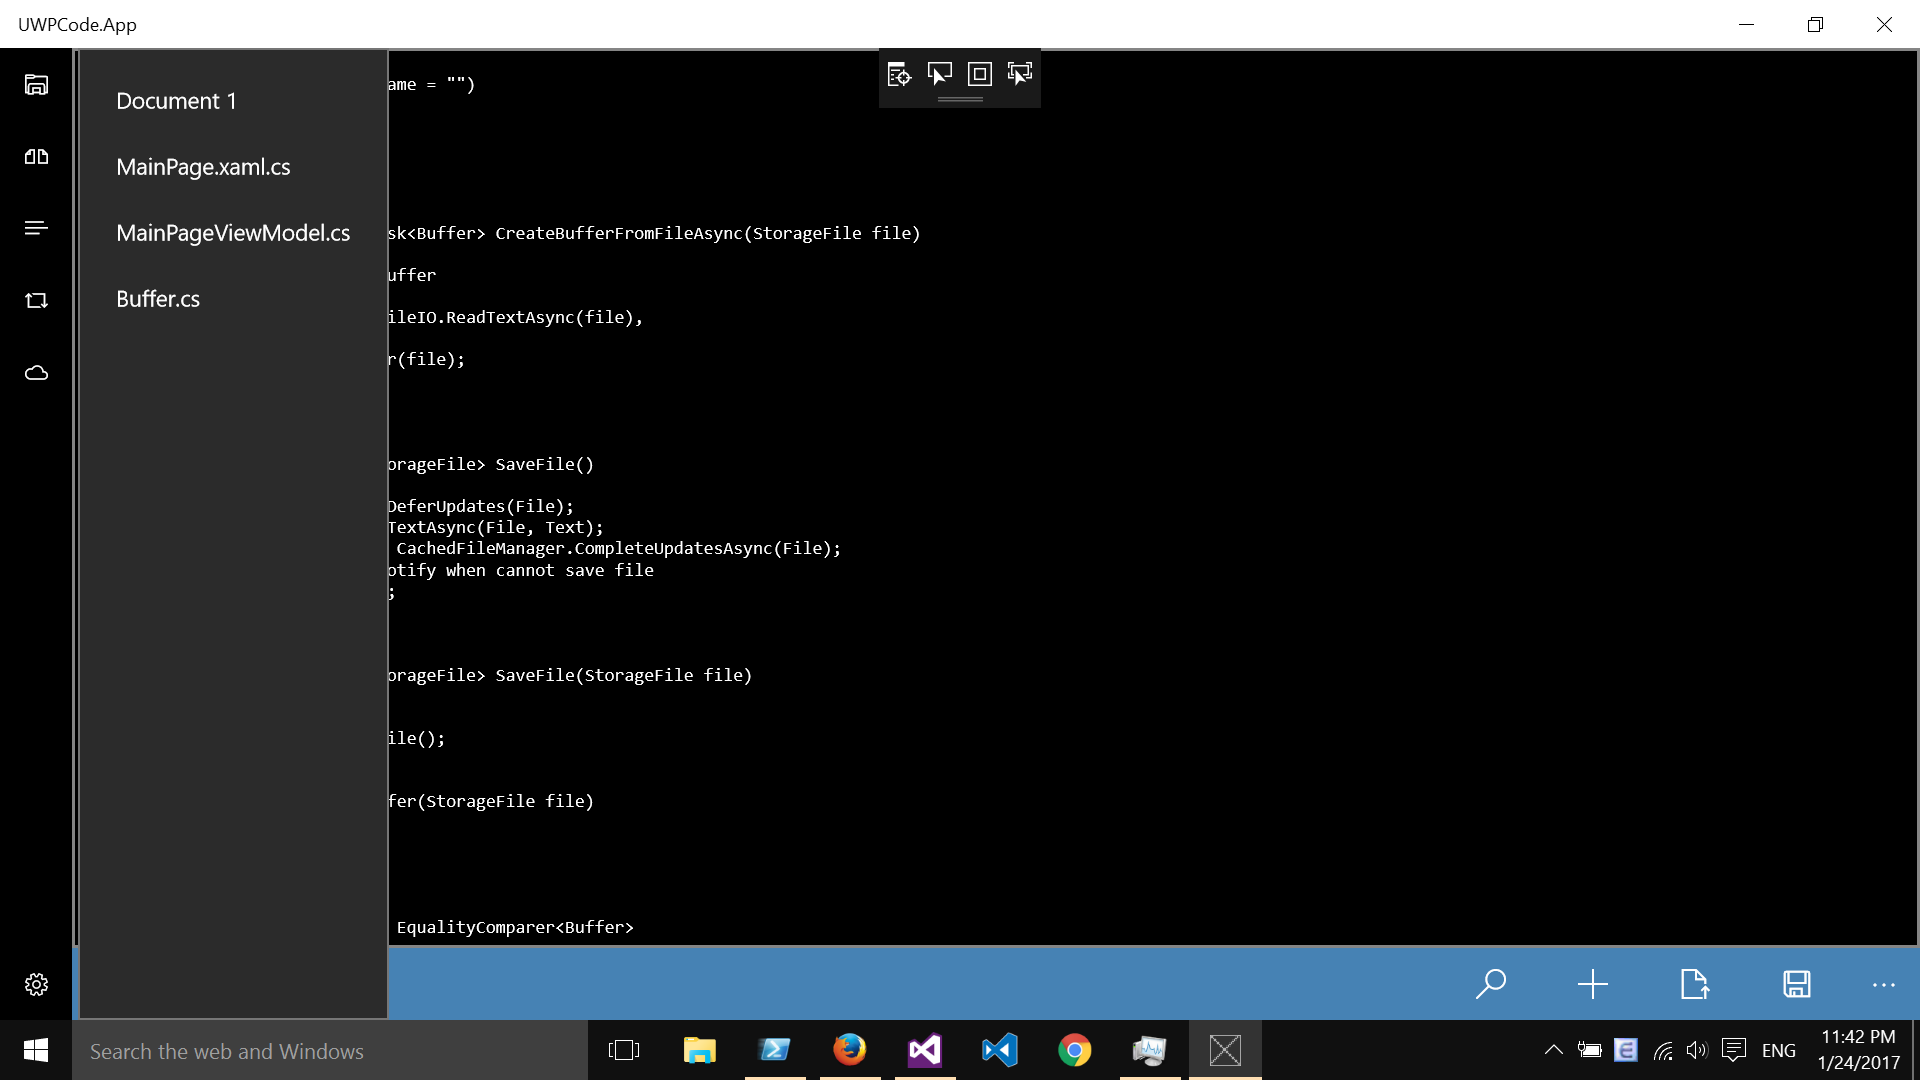 UWPCode.App
Document 1
MainPage.xaml.cs
MainPageViewModel.cs
Buffer.cs
ame = "")
sk<Buffer> CreateBufferFromFileAsync(StorageFile file)
uffer
ileIO.ReadTextAsync(file),
r(file);
orageFile> SaveFile()
DeferUpdates(File);
TextAsync(File, Text);
CachedFileManager.CompleteUpdatesAsync(File);
otify when cannot save file
;
orageFile> SaveFile(StorageFile file)
ile();
fer(StorageFile file)
EqualityComparer<Buffer>
Search the web and Windows
ENG
11:42 PM
1/24/2017